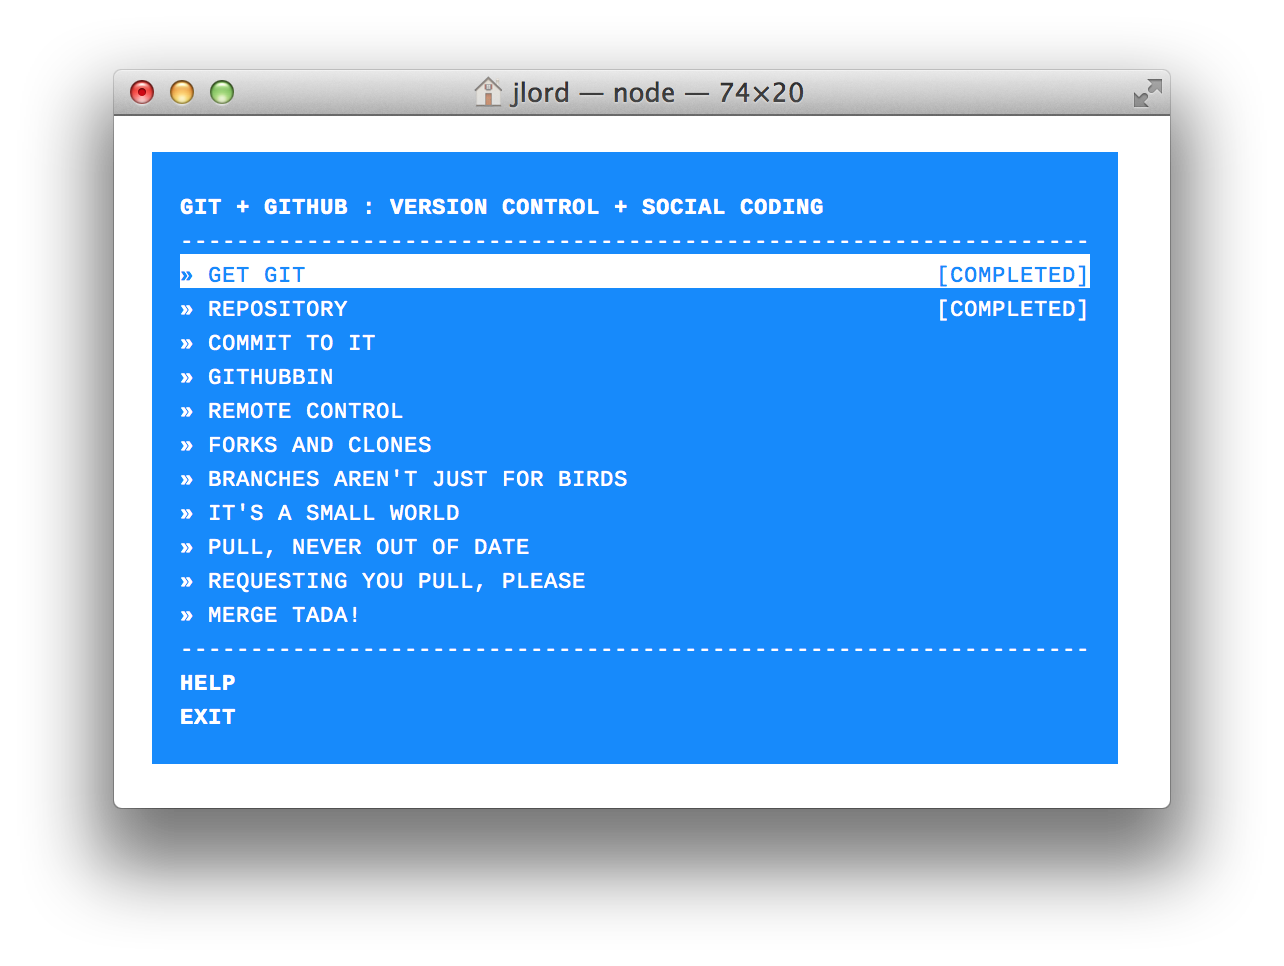 jlord — node — 74×20
GIT + GITHUB : VERSION CONTROL + SOCIAL CODING
-----------------------------------------------------------------
» GET GIT [COMPLETED]
» REPOSITORY [COMPLETED]
» COMMIT TO IT
» GITHUBBIN
» REMOTE CONTROL
» FORKS AND CLONES
» BRANCHES AREN'T JUST FOR BIRDS
» IT'S A SMALL WORLD
» PULL, NEVER OUT OF DATE
» REQUESTING YOU PULL, PLEASE
» MERGE TADA!
-----------------------------------------------------------------
HELP
EXIT